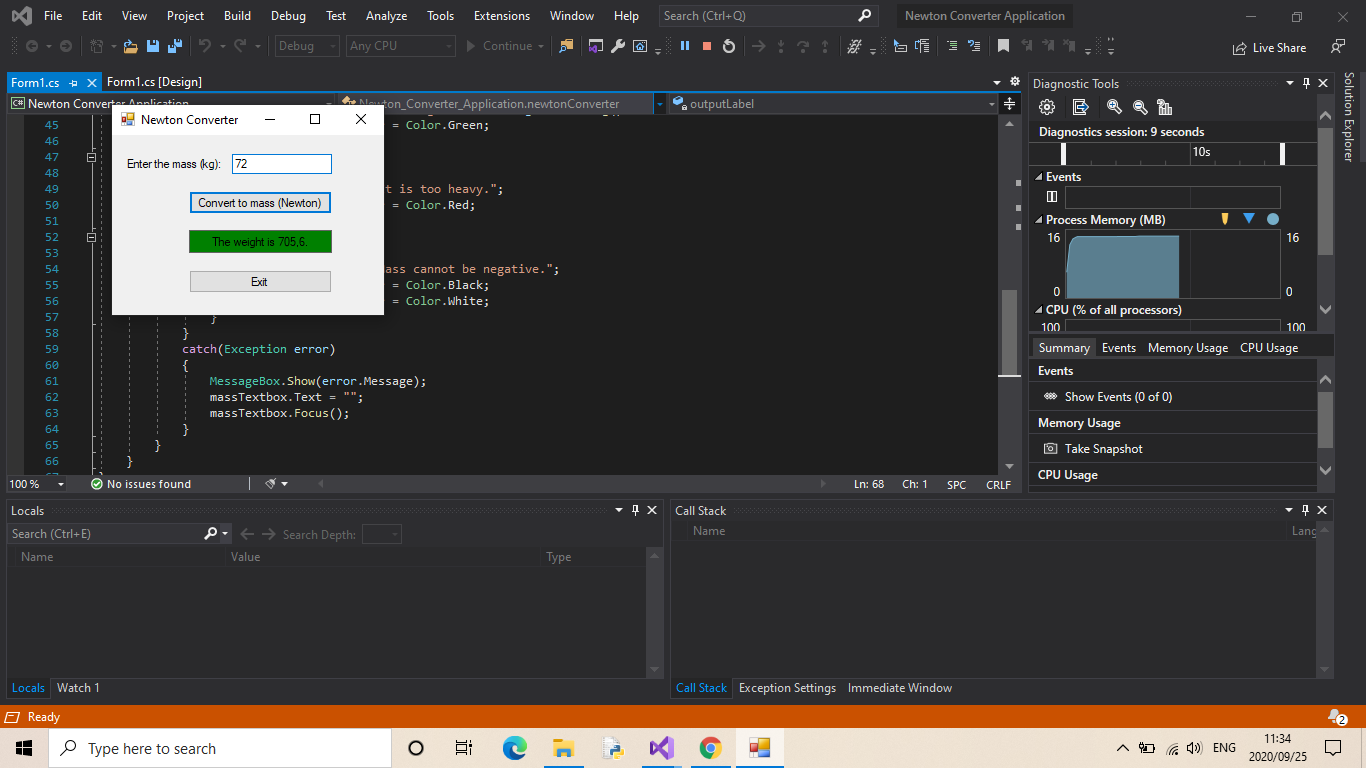 File Edit View Project Build Debug Test Analyze Tools Extensions Window Help Search (Ctrl+Q) Newton Converter Application
Debug Any CPU Continue Live Share
Form1.cs Form1.cs [Design]
C# Newton Converter Application Newton_Converter_Application.newtonConverter outputLabel
Newton Converter
Enter the mass (kg): 72
Convert to mass (Newton)
The weight is 705,6.
Exit
45 = Color.Green;
46
47
48
49 t is too heavy.";
50 = Color.Red;
51
52
53
54 ass cannot be negative.";
55 = Color.Black;
56 = Color.White;
57 }
58 }
59 catch(Exception error)
60 {
61 MessageBox.Show(error.Message);
62 massTextbox.Text = "";
63 massTextbox.Focus();
64 }
65 }
66 }
100 % No issues found Ln: 68 Ch: 1 SPC CRLF
Diagnostic Tools
Diagnostics session: 9 seconds
10s
Events
Process Memory (MB)
16 16
0 0
CPU (% of all processors)
100 100
Summary Events Memory Usage CPU Usage
Events
Show Events (0 of 0)
Memory Usage
Take Snapshot
CPU Usage
Solution Explorer
Locals
Search (Ctrl+E) Search Depth:
Name Value Type
Locals Watch 1
Call Stack
Name Lang
Call Stack Exception Settings Immediate Window
Ready 2
Type here to search ENG 11:34
2020/09/25